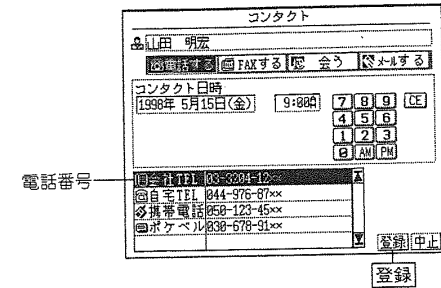 コンタクト
山田 明宏
電話する FAXする 会う メールする
コンタクト日時
1998年 5月15日(金) 9:00A 7 8 9 CE
4 5 6
1 2 3
0 AM PM
電話番号
会社TEL 03-3204-12××
自宅TEL 044-976-87××
携帯電話 050-123-45××
ポケベル 030-678-91××
登録 中止
登録